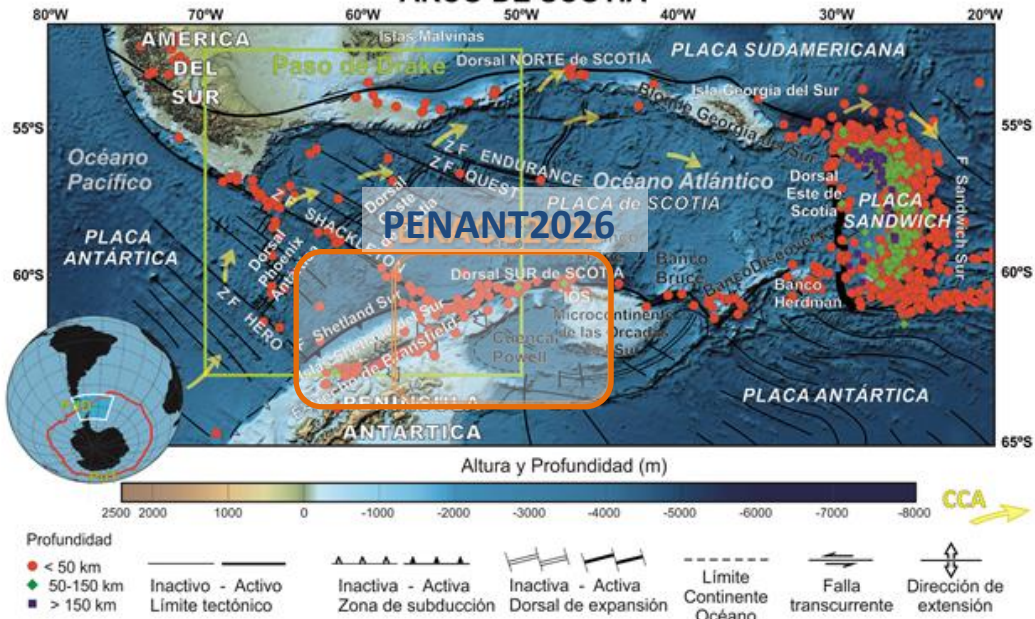 ARCO DE SCOTIA
80°W 70°W 60°W 50°W 40°W 30°W 20°W
AMERICA
DEL
SUR
Islas Malvinas
PLACA SUDAMERICANA
Paso de Drake
Dorsal NORTE de SCOTIA
Isla Georgia del Sur
Bloque Georgia del Sur
55°S
55°S
Océano
Pacífico
Z F ENDURANCE
Z F QUEST
Océano Atlántico
Dorsal
Este de
Scotia
PLACA
SANDWICH
F Sandwich Sur
PLACA de SCOTIA
Dorsal
PENANT2026
Z F SHACKLETON
PLACA
ANTÁRTICA
Dorsal
Phoenix
60°S
60°S
Dorsal SUR de SCOTIA
Banco
Bruce
Banco Discovery
Banco
Herdman
Z F
HERO
F Shetland Sur
IOS
Microcontinente
de las Orcadas
del Sur
Cuenca
Powell
PLACA ANTÁRTICA
PENÍNSULA
ANTÁRTICA
65°S
Altura y Profundidad (m)
2500 2000 1000 0 -1000 -2000 -3000 -4000 -5000 -6000 -7000 -8000
CCA
Profundidad
< 50 km
50-150 km
> 150 km
Inactivo - Activo
Límite tectónico
Inactiva - Activa
Zona de subducción
Inactiva - Activa
Dorsal de expansión
Límite
Continente
Océano
Falla
transcurrente
Dirección de
extensión